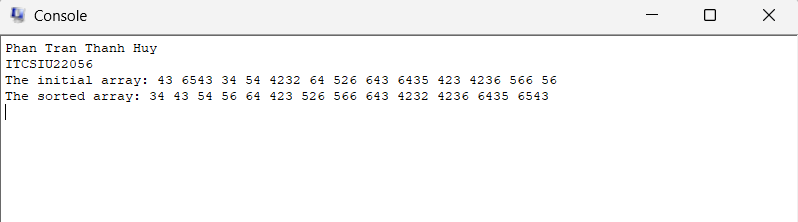 Console
Phan Tran Thanh Huy
ITCSIU22056
The initial array: 43 6543 34 54 4232 64 526 643 6435 423 4236 566 56
The sorted array: 34 43 54 56 64 423 526 566 643 4232 4236 6435 6543